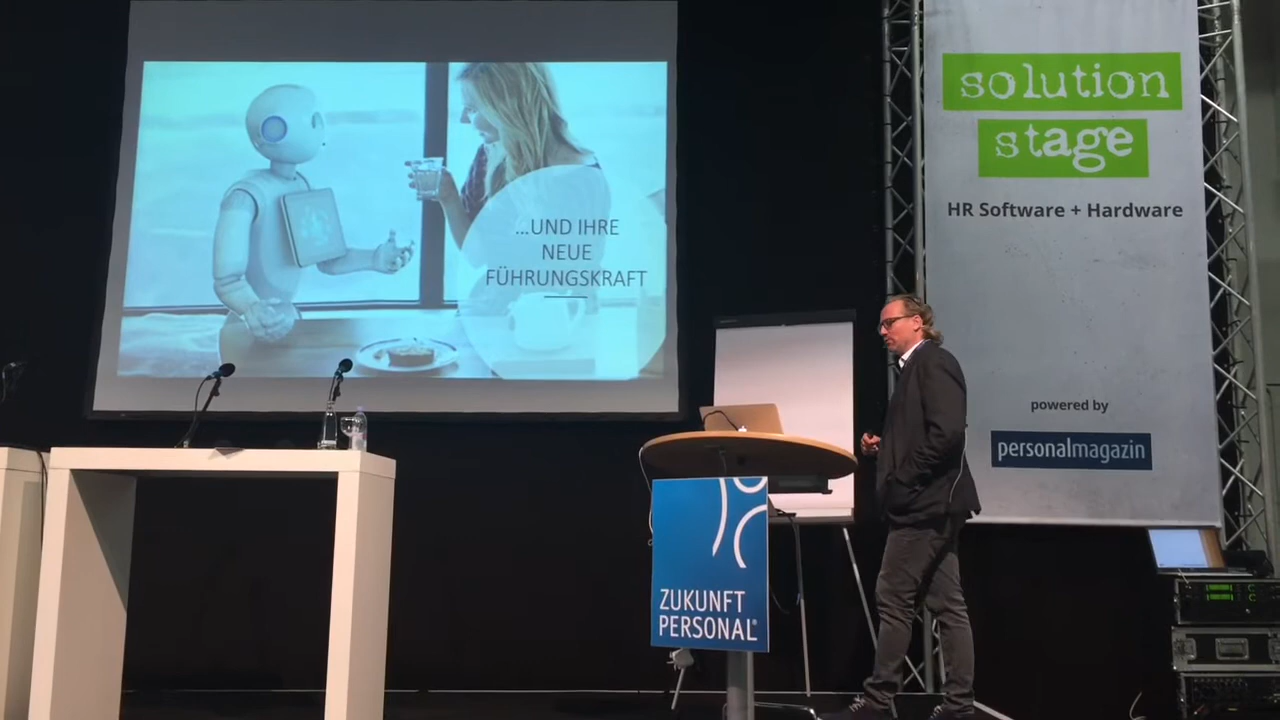 ...UND IHRE
NEUE
FÜHRUNGSKRAFT
solution
stage
HR Software + Hardware
powered by
personalmagazin
ZUKUNFT
PERSONAL®